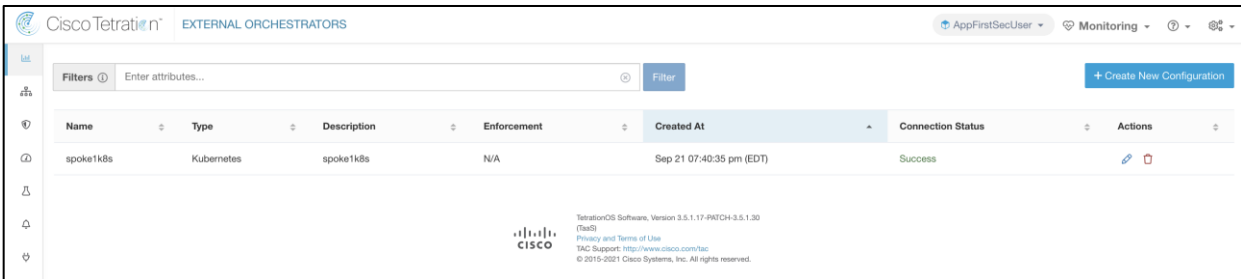 Cisco Tetration™ EXTERNAL ORCHESTRATORS AppFirstSecUser Monitoring
Filters Enter attributes... Filter + Create New Configuration
Name Type Description Enforcement Created At Connection Status Actions
spoke1k8s Kubernetes spoke1k8s N/A Sep 21 07:40:35 pm (EDT) Success
TetrationOS Software, Version 3.5.1.17-PATCH-3.5.1.30
(TaaS)
Privacy and Terms of Use
CISCO
TAC Support: http://www.cisco.com/tac
© 2015-2021 Cisco Systems, Inc. All rights reserved.